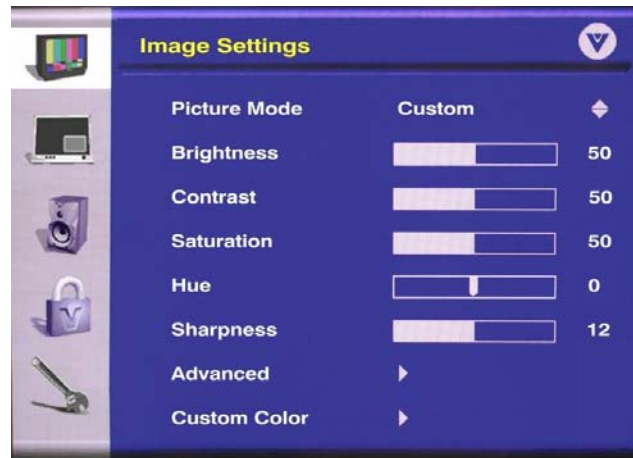 Image Settings
Picture Mode Custom
Brightness 50
Contrast 50
Saturation 50
Hue 0
Sharpness 12
Advanced
Custom Color